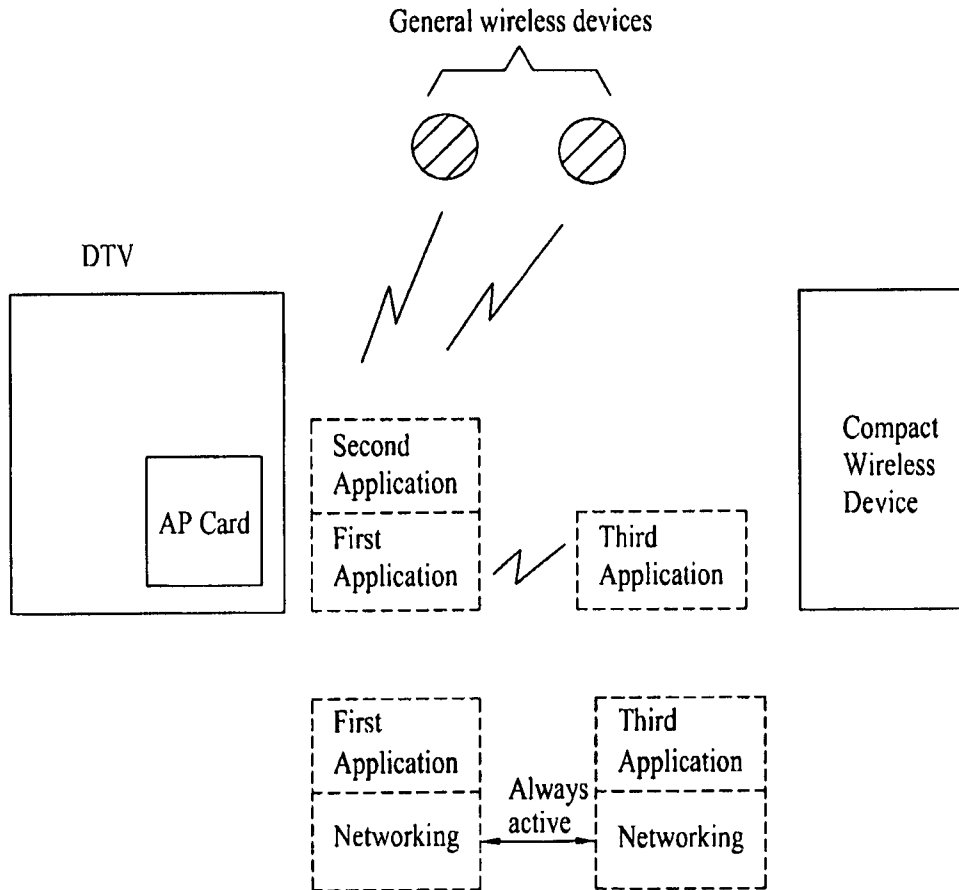 General wireless devices
DTV
AP Card
Second
Application
First
Application
Third
Application
Compact
Wireless
Device
First
Application
Networking
Always
active
Third
Application
Networking